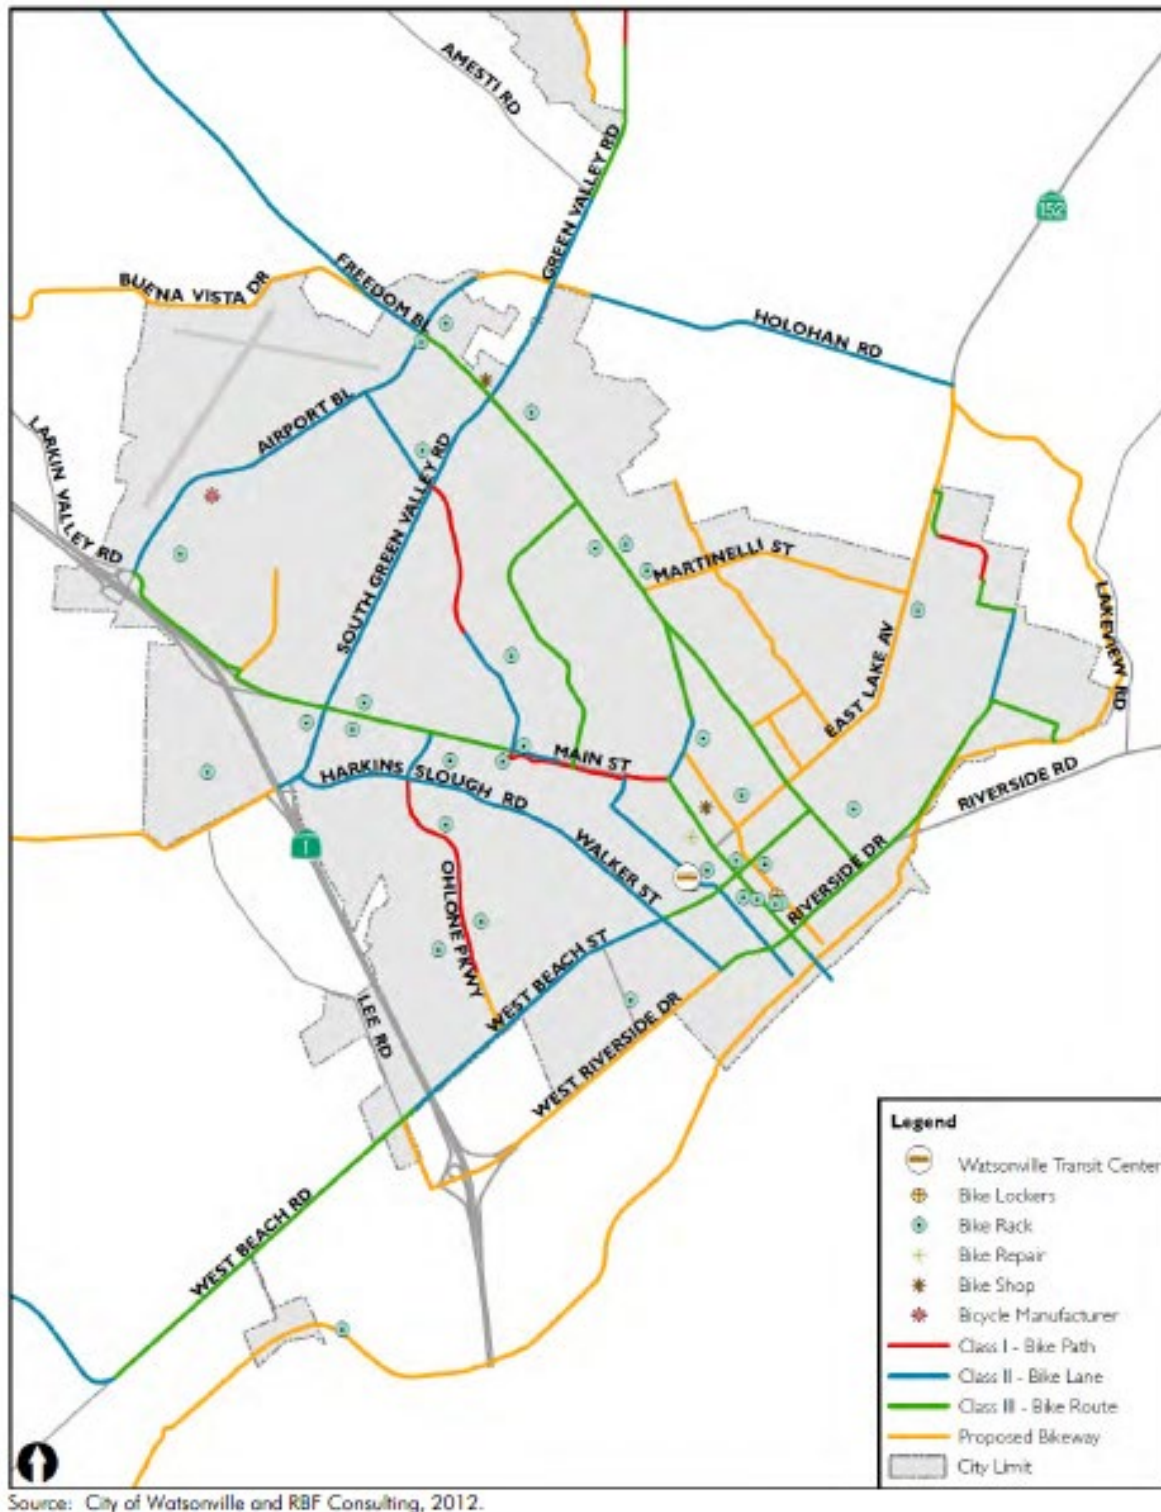 AMESTI RD
GREEN VALLEY RD
152
BUENA VISTA DR
FREEDOM BL
HOLOHAN RD
AIRPORT BL
LARKIN VALLEY RD
SOUTH GREEN VALLEY RD
MARTINELLI ST
EAST LAKE AV
LAKEVIEW RD
MAIN ST
HARKINS SLOUGH RD
RIVERSIDE RD
1
WALKER ST
OHLONE PKWY
RIVERSIDE DR
WEST BEACH ST
LEE RD
WEST RIVERSIDE DR
WEST BEACH RD
Legend
Watsonville Transit Center
Bike Lockers
Bike Rack
Bike Repair
Bike Shop
Bicycle Manufacturer
Class I - Bike Path
Class II - Bike Lane
Class III - Bike Route
Proposed Bikeway
City Limit
Source: City of Watsonville and RBF Consulting, 2012.